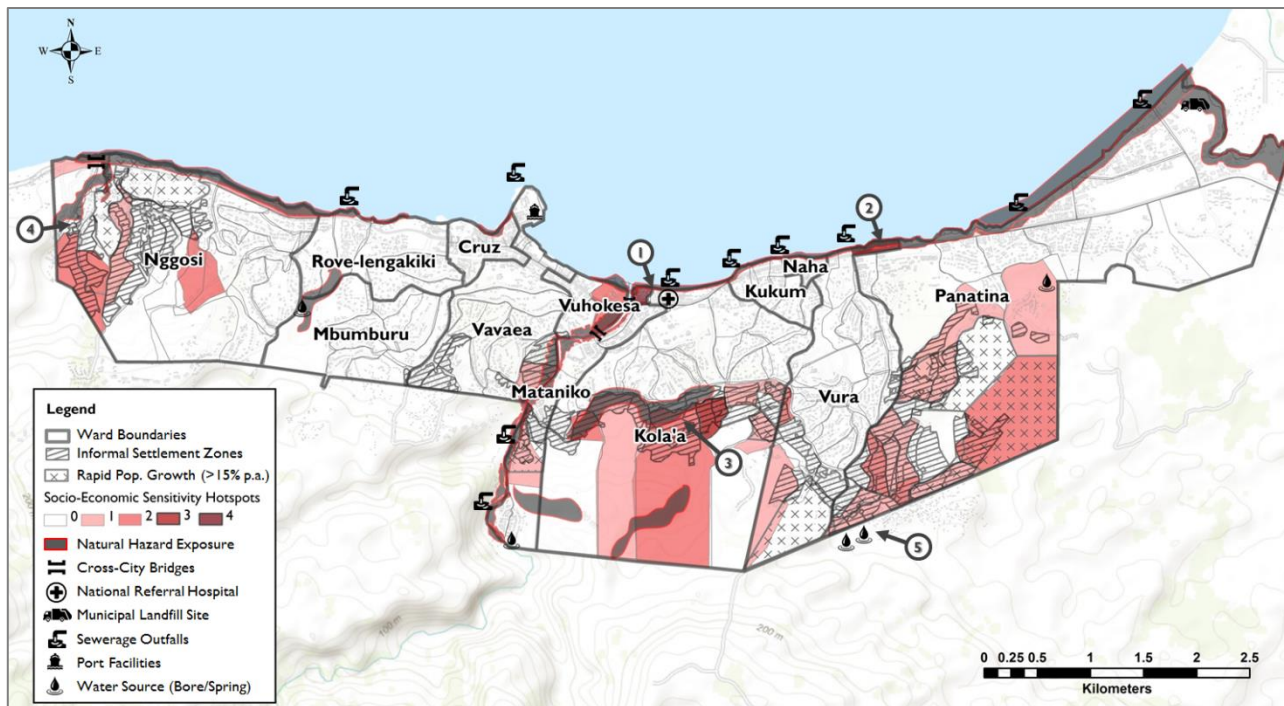 N
W E
S
1
2
4
Nggosi
Rove-lengakiki
Cruz
Vuhokesa
Naha
Kukum
Panatina
Mbumburu
Vavaea
Mataniko
Kola'a
Vura
3
5
100 m
200 m
Legend
Ward Boundaries
Informal Settlement Zones
Rapid Pop. Growth (>15% p.a.)
Socio-Economic Sensitivity Hotspots
0 1 2 3 4
Natural Hazard Exposure
Cross-City Bridges
National Referral Hospital
Municipal Landfill Site
Sewerage Outfalls
Port Facilities
Water Source (Bore/Spring)
0 0.25 0.5 1 1.5 2 2.5
Kilometers